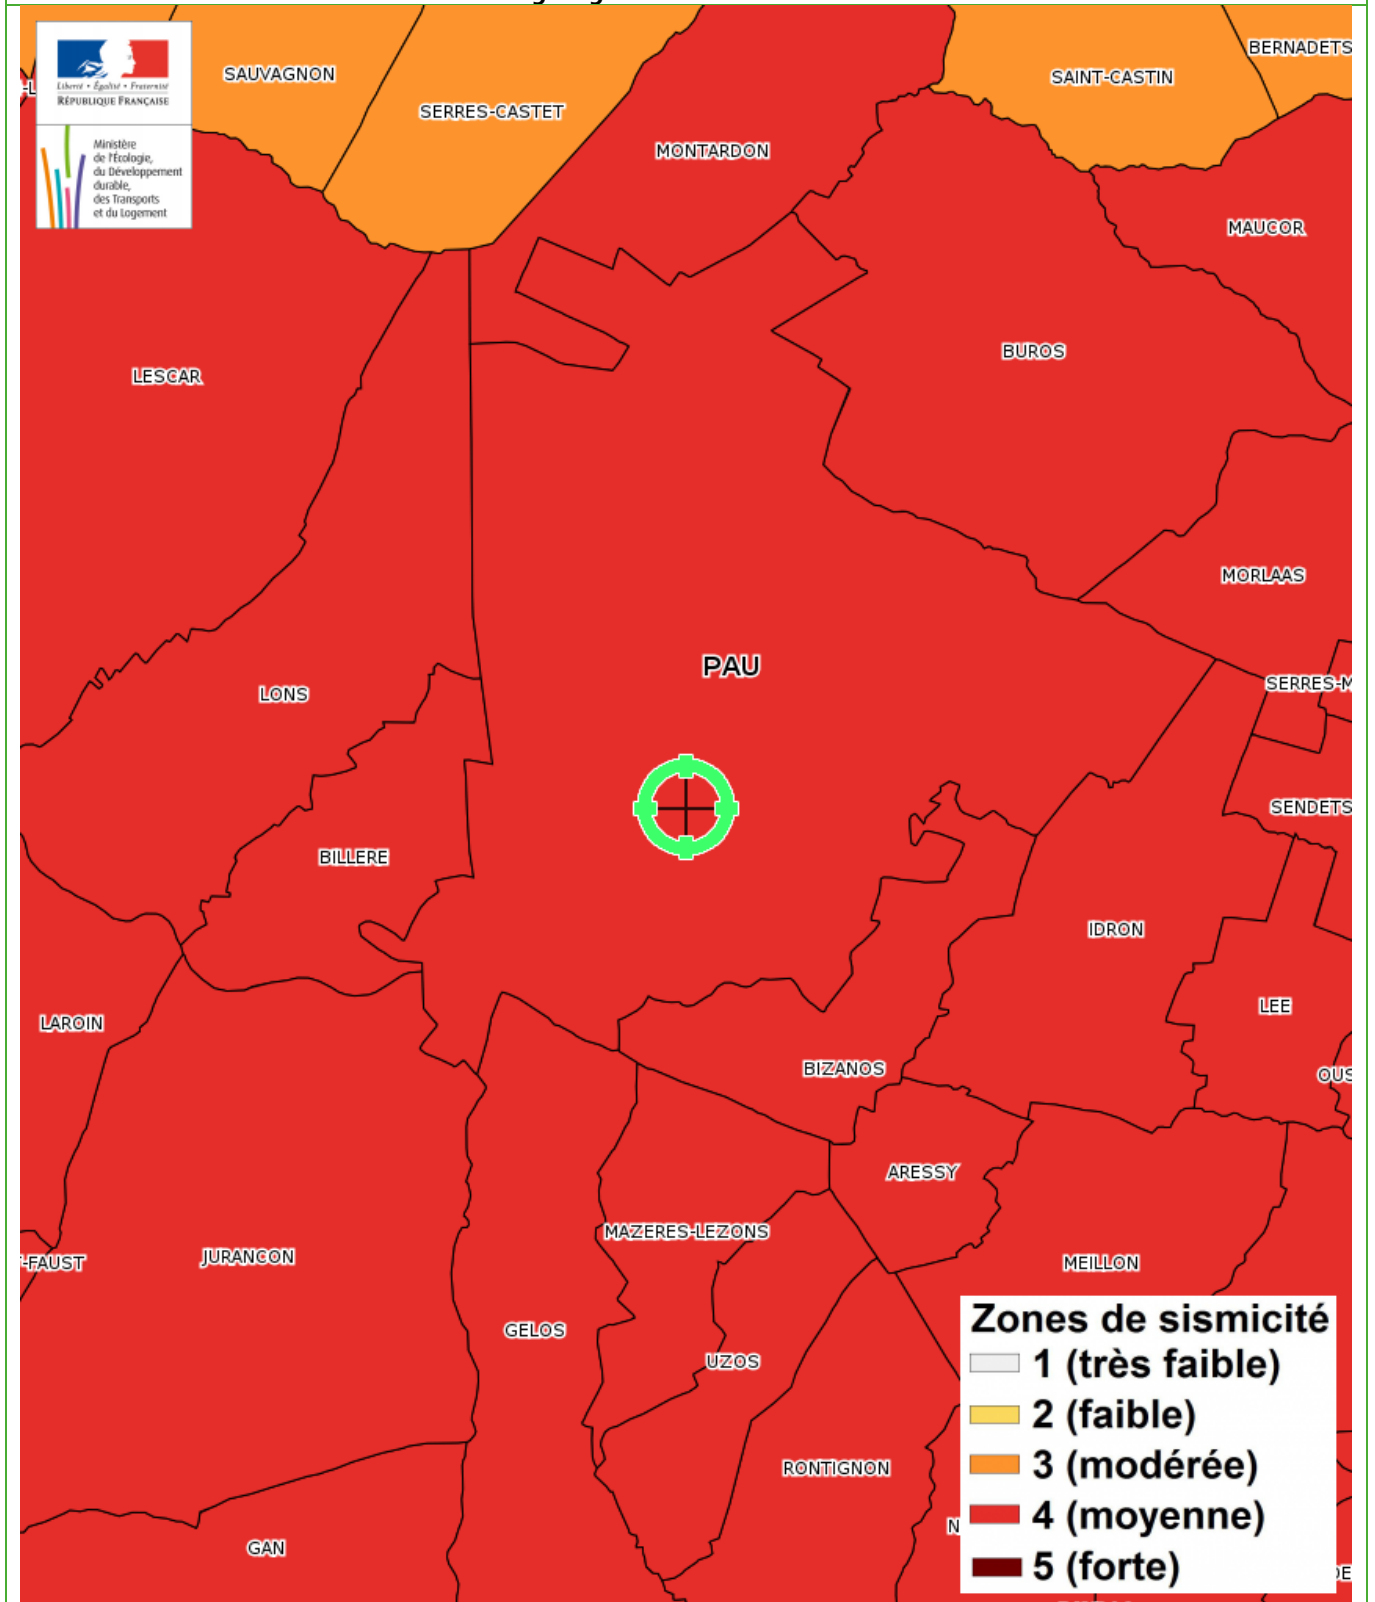 BERNADETS
SAUVAGNON
SAINT-CASTIN
-L
Liberté • Égalité • Fraternité
RÉPUBLIQUE FRANÇAISE
SERRES-CASTET
Ministère
de l'Écologie,
du Développement
durable,
des Transports
et du Logement
MONTARDON
MAUCOR
BUROS
LESCAR
MORLAAS
PAU
SERRES-M
LONS
SENDETS
BILLERE
IDRON
LEE
LAROIN
BIZANOS
OUS
ARESSY
MAZERES-LEZONS
JURANCON
T-FAUST
MEILLON
GELOS
UZOS
RONTIGNON
N
GAN
DE
Zones de sismicité
1 (très faible)
2 (faible)
3 (modérée)
4 (moyenne)
5 (forte)